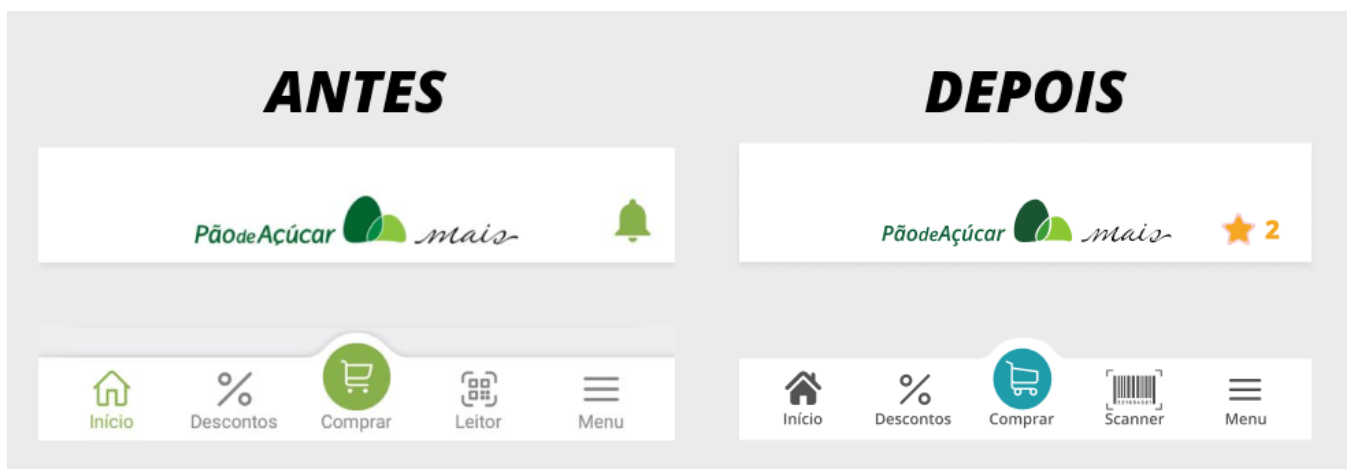 ANTES
DEPOIS
PãodeAçúcar mais
PãodeAçúcar mais
2
Início
Descontos
Comprar
Leitor
Menu
Início
Descontos
Comprar
Scanner
Menu